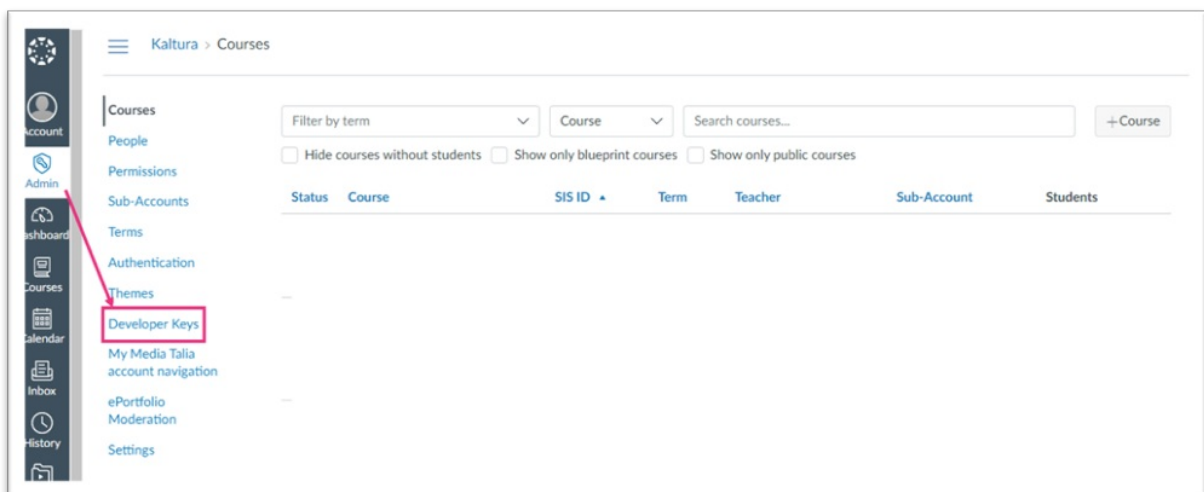 Kaltura > Courses
Account
Admin
ashboard
Courses
alendar
Inbox
History
Courses
People
Permissions
Sub-Accounts
Terms
Authentication
Themes
Developer Keys
My Media Talia
account navigation
ePortfolio
Moderation
Settings
Filter by term
Course
Search courses...
+Course
Hide courses without students
Show only blueprint courses
Show only public courses
Status Course SIS ID Term Teacher Sub-Account Students